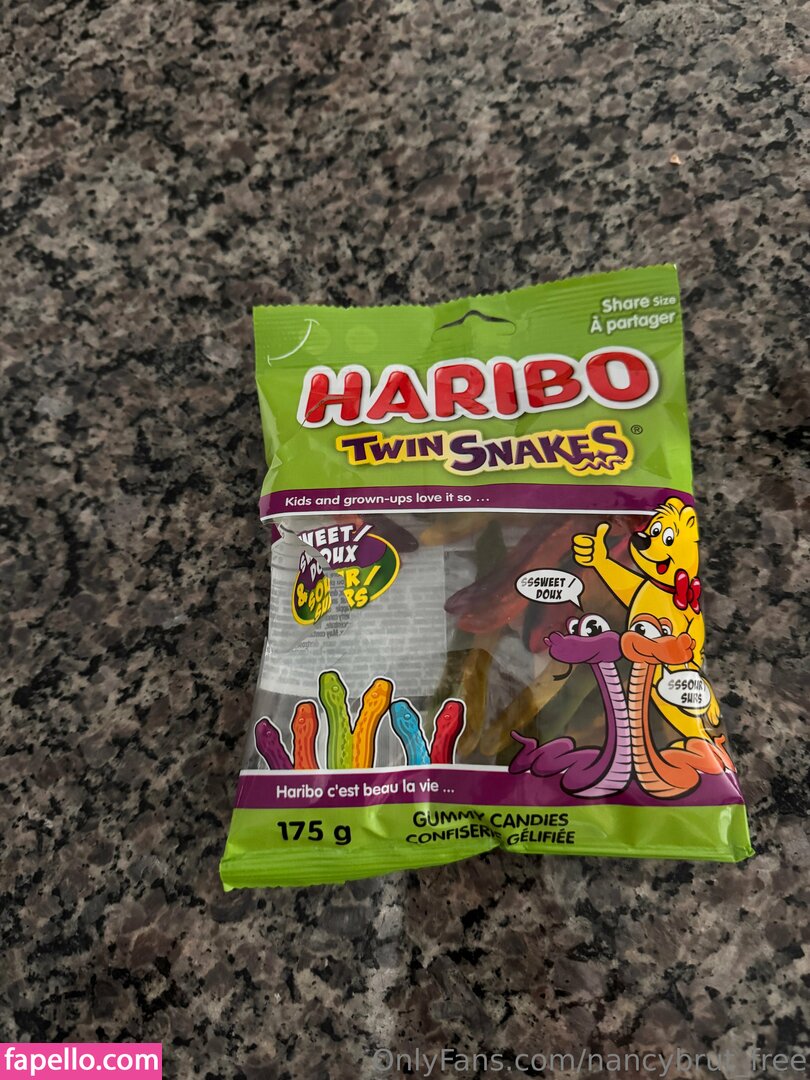 Share Size
À partager
HARIBO
TWIN SNAKES®
Kids and grown-ups love it so ...
SSSWEET /
DOUX
SSSOUR
SURS
Haribo c'est beau la vie ...
175 g
GUMMY CANDIES
GÉLIFIÉE
fapello.com